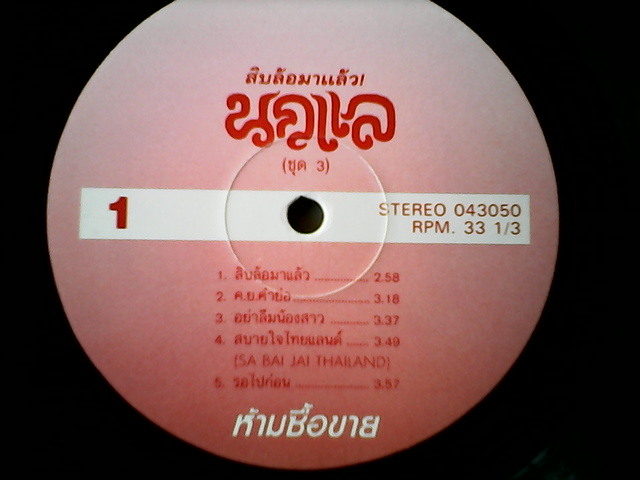 สิบล้อมาแล้ว!
นกแล
(ชุด 3)
1
STEREO 043050
RPM. 33 1/3
1. สิบล้อมาแล้ว .............. 2.58
2. ค.ย.คำย่อ ..................... 3.18
3. อย่าลืมน้องสาว ........... 3.37
4. สบายใจไทยแลนด์ ...... 3.49
(SA BAI JAI THAILAND)
5. รอไปก่อน ..................... 3.57
ห้ามซื้อขาย